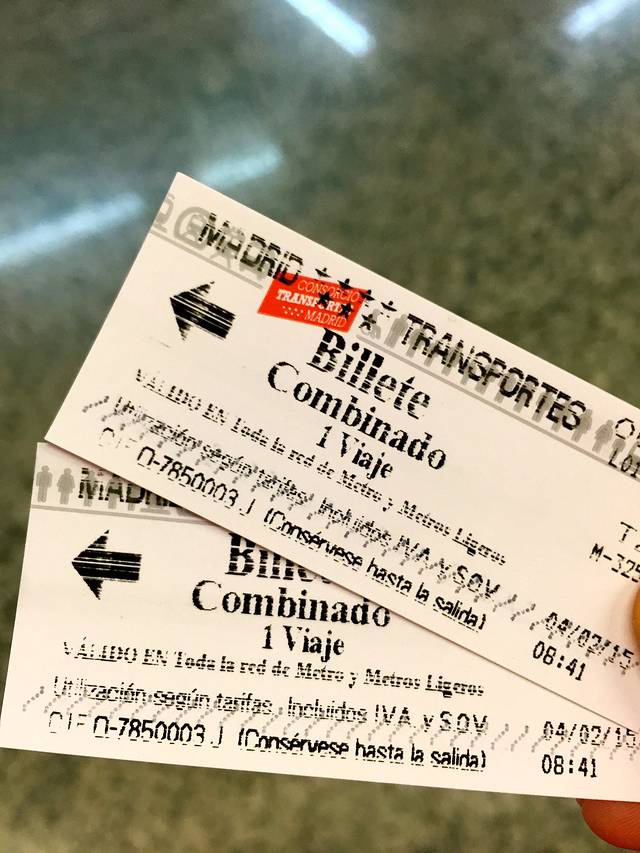 MADRID TRANSPORTES
CONSORCIO
TRANSPORTES
MADRID
Billete
Combinado
1 Viaje
VÁLIDO EN Toda la red de Metro y Metros Ligeros
Utilización según tarifas. Incluidos IVA y SOV
CIF Q-7850003 J (Consérvese hasta la salida)
04/02/15
08:41
M-325
Combinado
1 Viaje
VÁLIDO EN Toda la red de Metro y Metros Ligeros
Utilización según tarifas. Incluidos IVA y SOV
04/02/15
CIF Q-7850003 J (Consérvese hasta la salida)
08:41